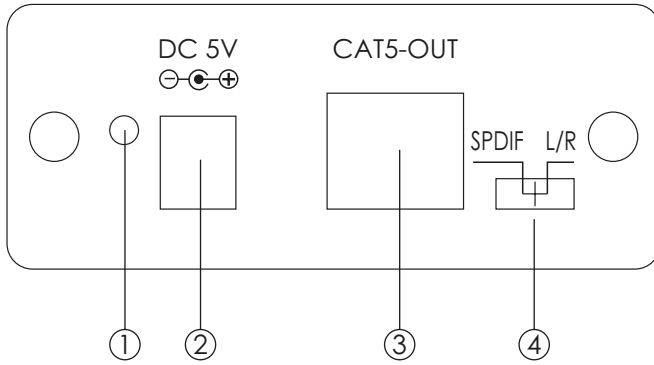 DC 5V CAT5-OUT
SPDIF L/R
① ② ③ ④